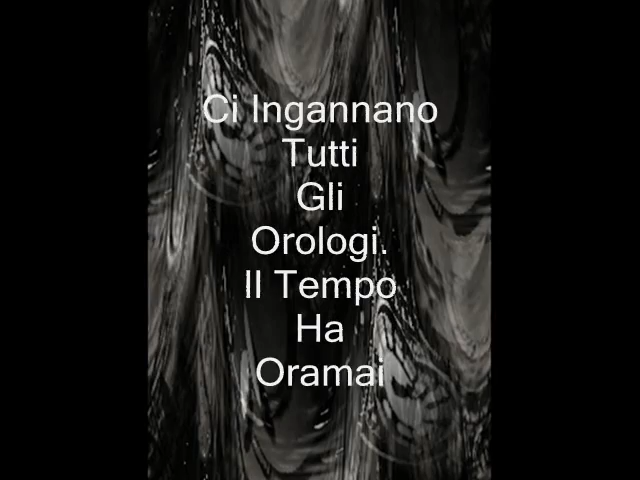 Ci Ingannano
Tutti
Gli
Orologi.
Il Tempo
Ha
Oramai